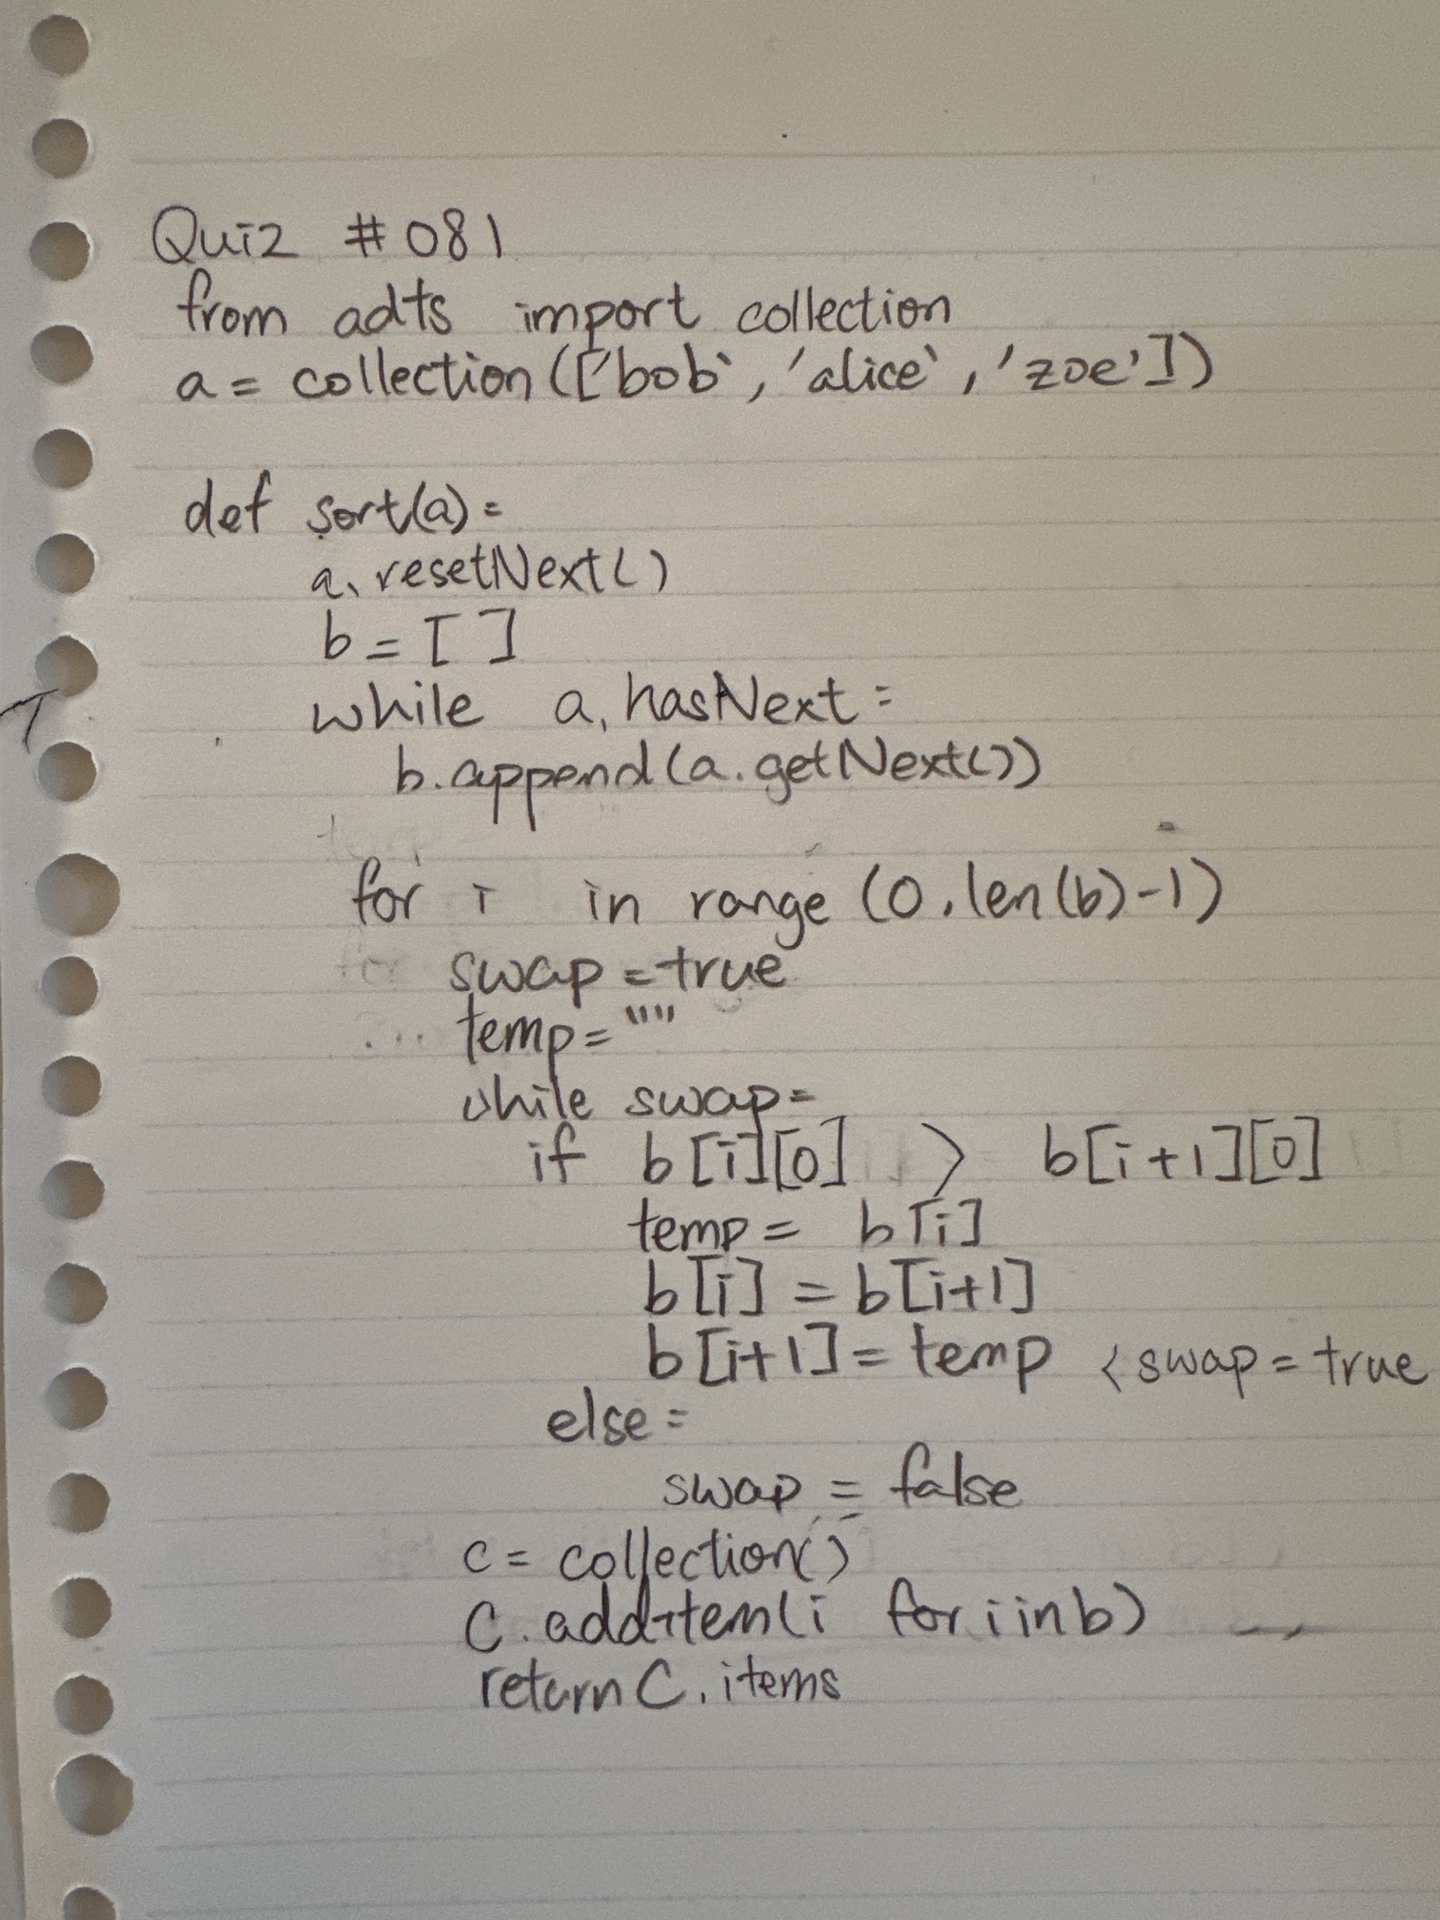 Quiz #081
from adts import collection
a = collection(['bob`, 'alice`, 'zoe'])
def sort(a)=
a.resetNext()
b = []
while a.hasNext =
b.append(a.getNext())
for i in range (0,len(b)-1)
swap =true
temp= ""
while swap=
if b[i][0] > b[i+1][0]
temp = b[i]
b[i] = b[i+1]
b[i+1] = temp < swap = true
else =
swap = false
c = collection()
C.addItem(i for i in b)
return C.items